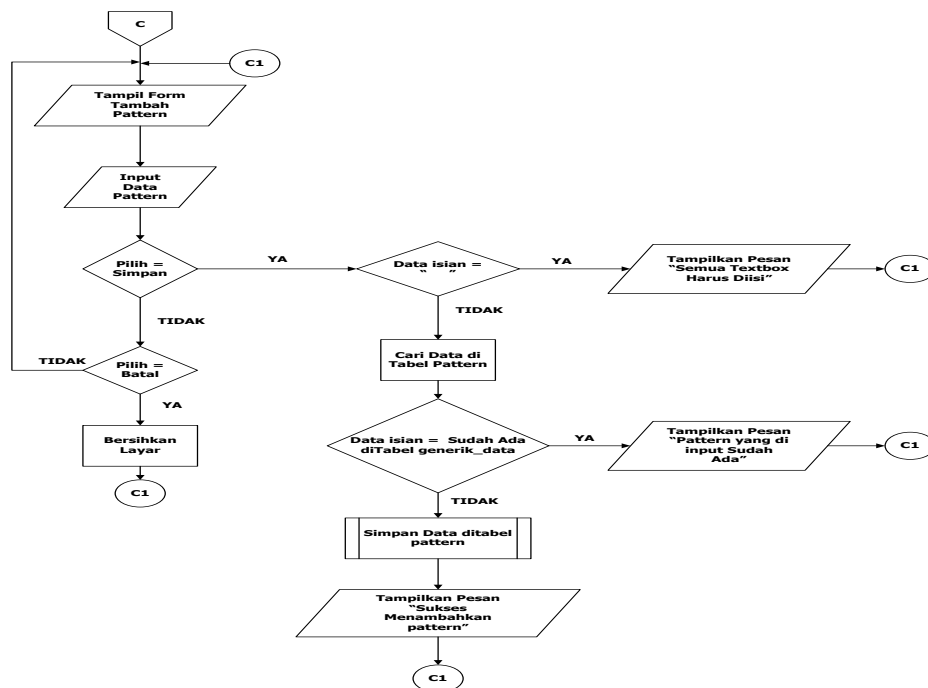 C
C1
Tampil Form
Tambah
Pattern
Input
Data
Pattern
Pilih =
Simpan
YA
Data isian =
“ ”
YA
Tampilkan Pesan
“Semua Textbox
Harus Diisi”
C1
TIDAK
TIDAK
Cari Data di
Tabel Pattern
TIDAK
Pilih =
Batal
YA
Bersihkan
Layar
C1
Data isian = Sudah Ada
diTabel generik_data
YA
Tampilkan Pesan
“Pattern yang di
input Sudah
Ada”
C1
TIDAK
Simpan Data ditabel
pattern
Tampilkan Pesan
“Sukses
Menambahkan
pattern”
C1